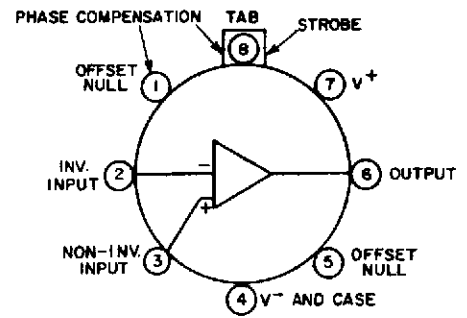 PHASE COMPENSATION
TAB
STROBE
8
OFFSET
NULL
1
7
V+
INV.
INPUT
2
−
6
OUTPUT
+
NON-INV.
INPUT
3
5
OFFSET
NULL
4
V− AND CASE